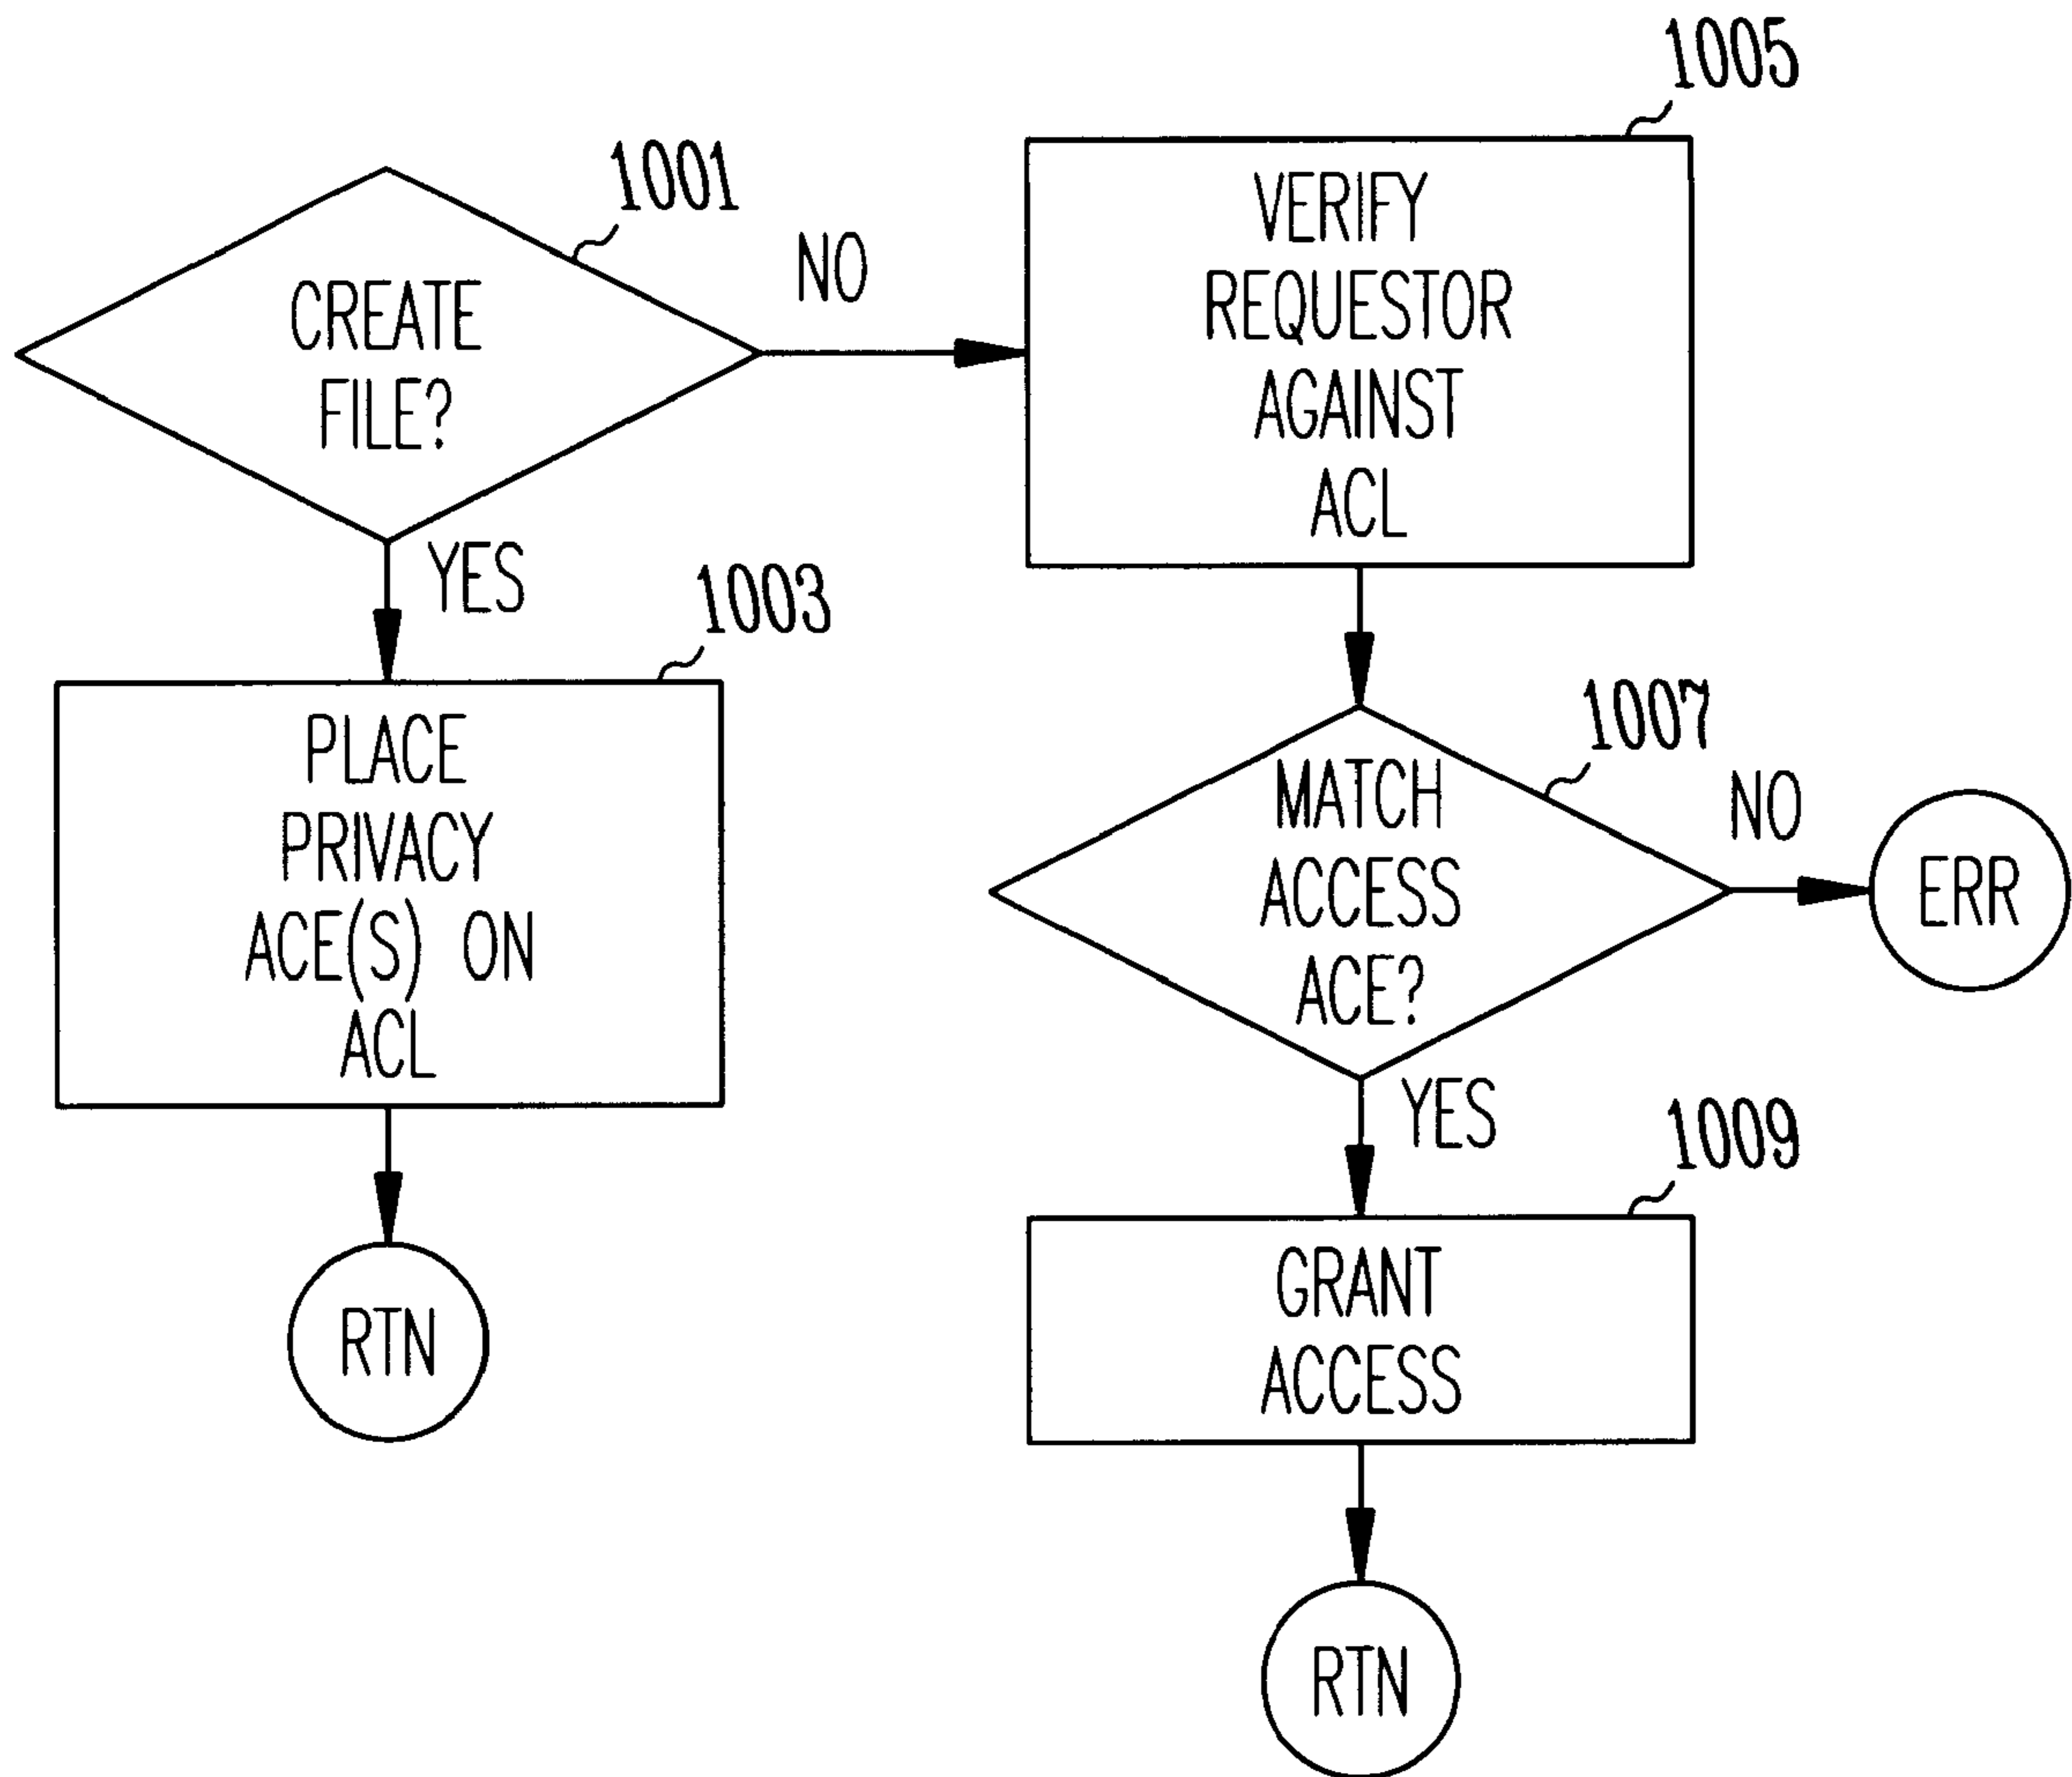 1001
CREATE
FILE?
NO
YES
1003
PLACE
PRIVACY
ACE(S) ON
ACL
RTN
1005
VERIFY
REQUESTOR
AGAINST
ACL
1007
MATCH
ACCESS
ACE?
NO
ERR
YES
1009
GRANT
ACCESS
RTN